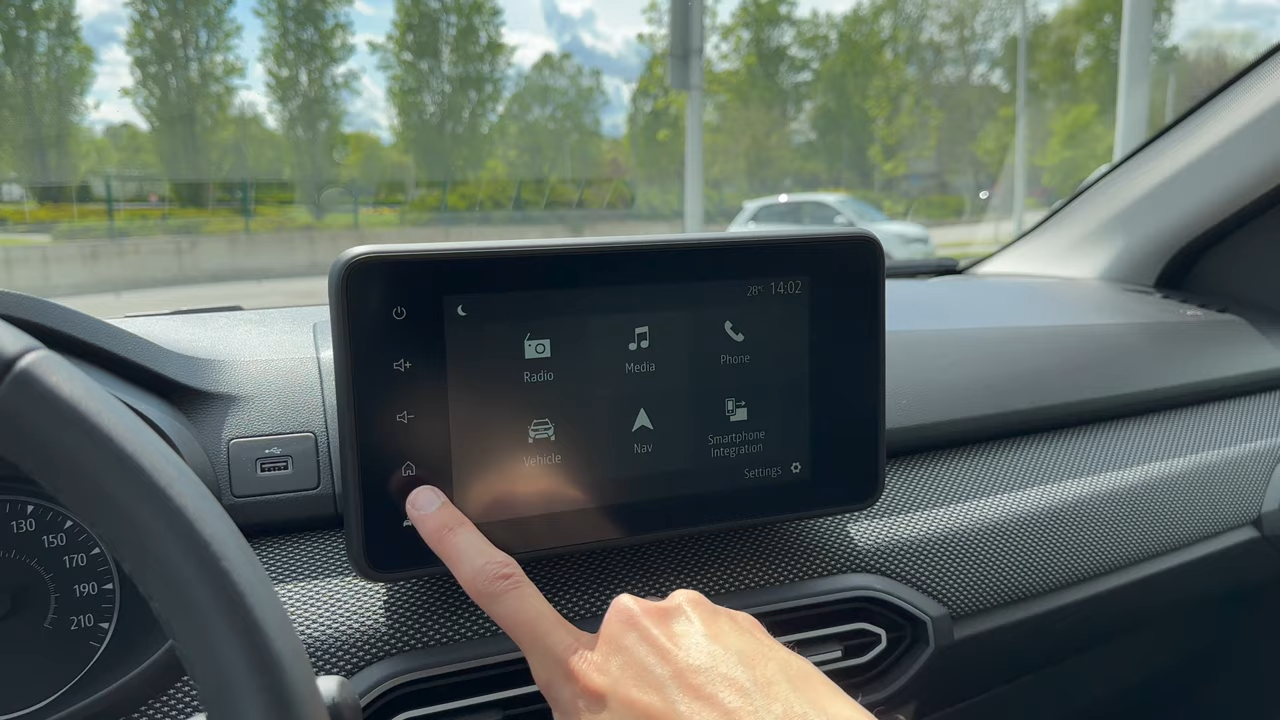 28°C 14:02
Radio
Media
Phone
Vehicle
Nav
Smartphone
Integration
Settings
130
150
170
190
210